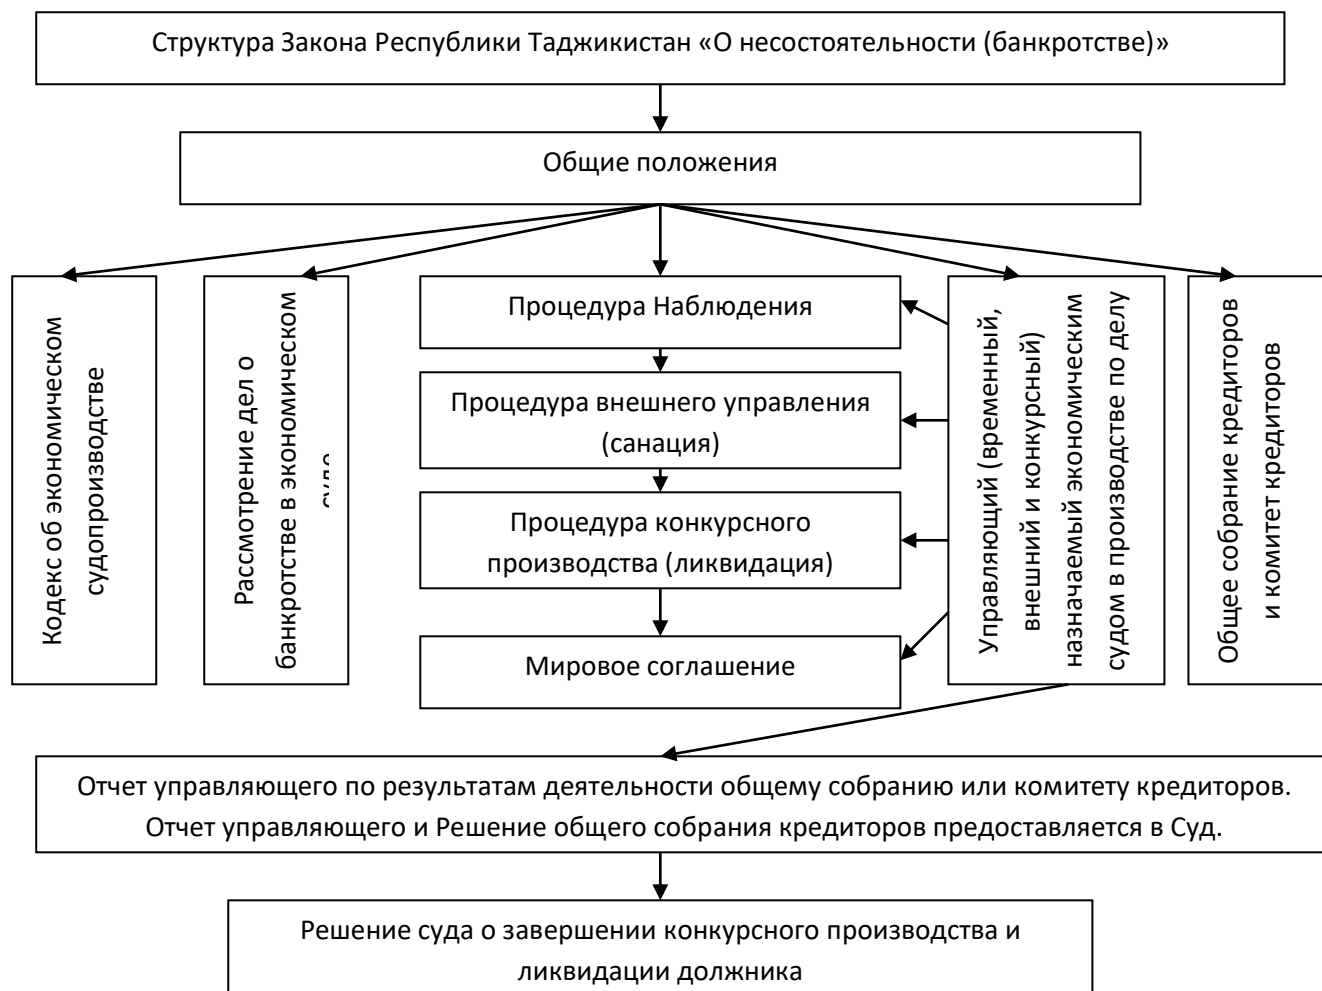 Структура Закона Республики Таджикистан «О несостоятельности (банкротстве)»
Общие положения
Кодекс об экономическом
судопроизводстве
Рассмотрение дел о
банкротстве в экономическом
суде
Процедура Наблюдения
Процедура внешнего управления
(санация)
Процедура конкурсного
производства (ликвидация)
Мировое соглашение
Управляющий (временный,
внешний и конкурсный)
назначаемый экономическим
судом в производстве по делу
Общее собрание кредиторов
и комитет кредиторов
Отчет управляющего по результатам деятельности общему собранию или комитету кредиторов.
Отчет управляющего и Решение общего собрания кредиторов предоставляется в Суд.
Решение суда о завершении конкурсного производства и
ликвидации должника